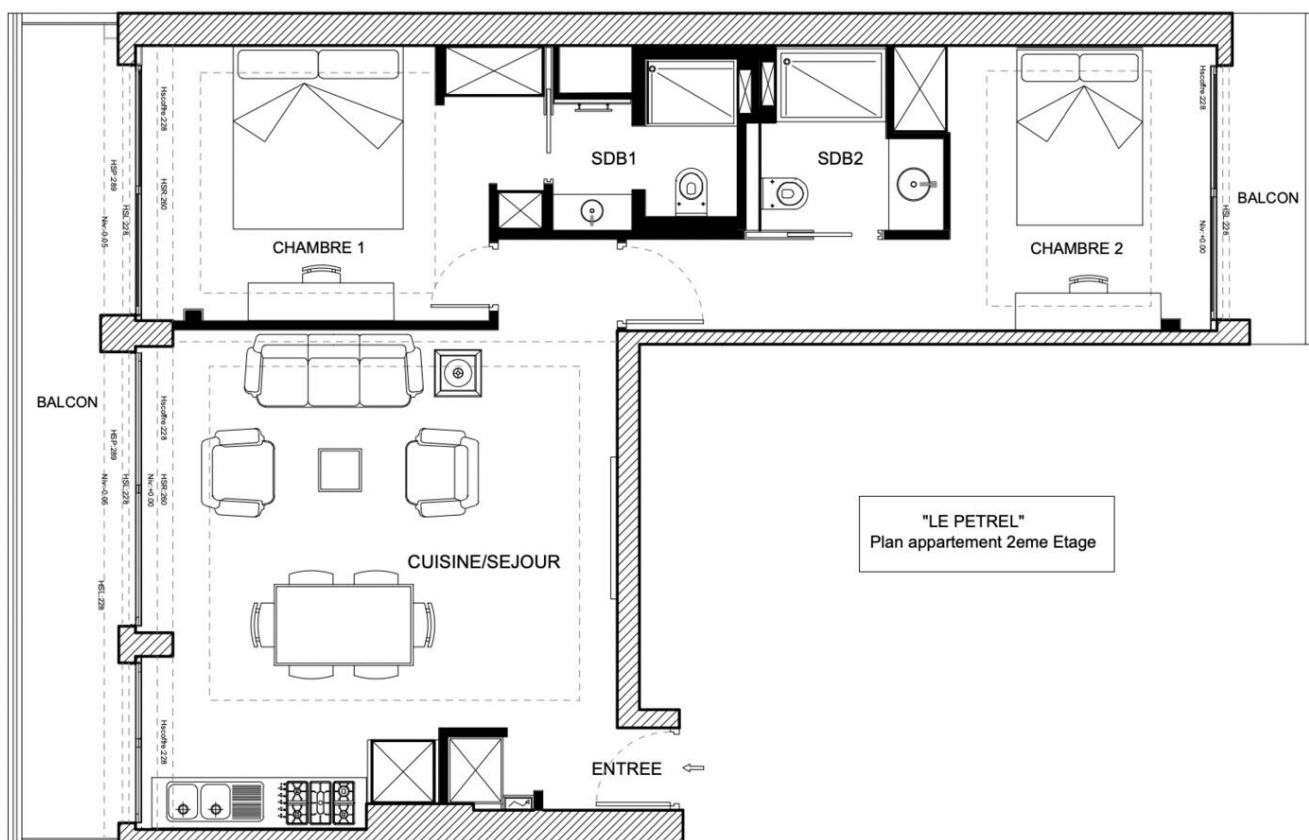 Hscoffre:228
HSP:289
HSR:260
HSL:228
Niv:-0.05
CHAMBRE 1
SDB1
SDB2
CHAMBRE 2
Hscoffre:228
HSL:228
Niv:+0.00
BALCON
BALCON
Hscoffre:228
HSP:289
HSL:228
HSR:260
Niv:-0.05
Niv:+0.00
HSL:228
CUISINE/SEJOUR
"LE PETREL"
Plan appartement 2eme Etage
Hscoffre:228
ENTREE